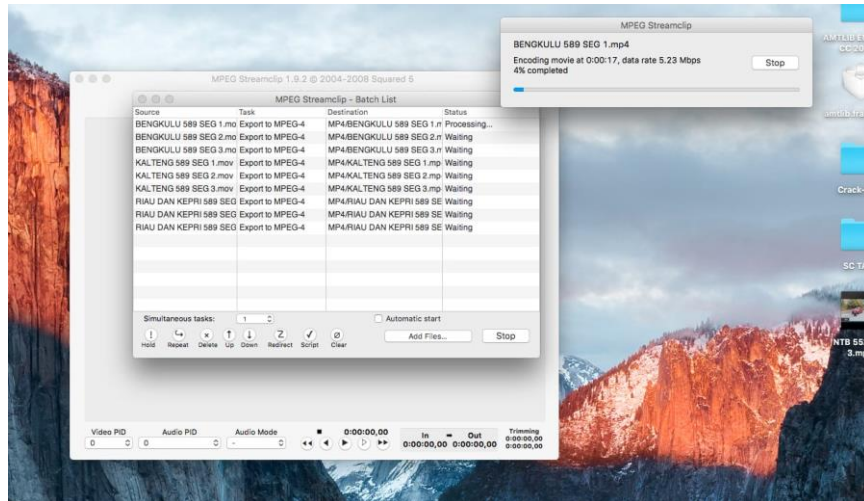 MPEG Streamclip
BENGKULU 589 SEG 1.mp4
Encoding movie at 0:00:17, data rate 5.23 Mbps
4% completed
Stop
MPEG Streamclip 1.9.2 © 2004-2008 Squared 5
MPEG Streamclip - Batch List
Source Task Destination Status
BENGKULU 589 SEG 1.mo Export to MPEG-4 MP4/BENGKULU 589 SEG 1.m Processing...
BENGKULU 589 SEG 2.mo Export to MPEG-4 MP4/BENGKULU 589 SEG 2.m Waiting
BENGKULU 589 SEG 3.mo Export to MPEG-4 MP4/BENGKULU 589 SEG 3.m Waiting
KALTENG 589 SEG 1.mov Export to MPEG-4 MP4/KALTENG 589 SEG 1.mp Waiting
KALTENG 589 SEG 2.mov Export to MPEG-4 MP4/KALTENG 589 SEG 2.mp Waiting
KALTENG 589 SEG 3.mov Export to MPEG-4 MP4/KALTENG 589 SEG 3.mp Waiting
RIAU DAN KEPRI 589 SEG Export to MPEG-4 MP4/RIAU DAN KEPRI 589 SE Waiting
RIAU DAN KEPRI 589 SEG Export to MPEG-4 MP4/RIAU DAN KEPRI 589 SE Waiting
RIAU DAN KEPRI 589 SEG Export to MPEG-4 MP4/RIAU DAN KEPRI 589 SE Waiting
Simultaneous tasks: 1 Automatic start
Hold Repeat Delete Up Down Redirect Script Clear Add Files... Stop
Video PID Audio PID Audio Mode 0:00:00,00 In Out Trimming
0 0 - 0:00:00,00 0:00:00,00 0:00:00,00
0:00:00,00
Crack-
SC TA
NTB 55
3.m